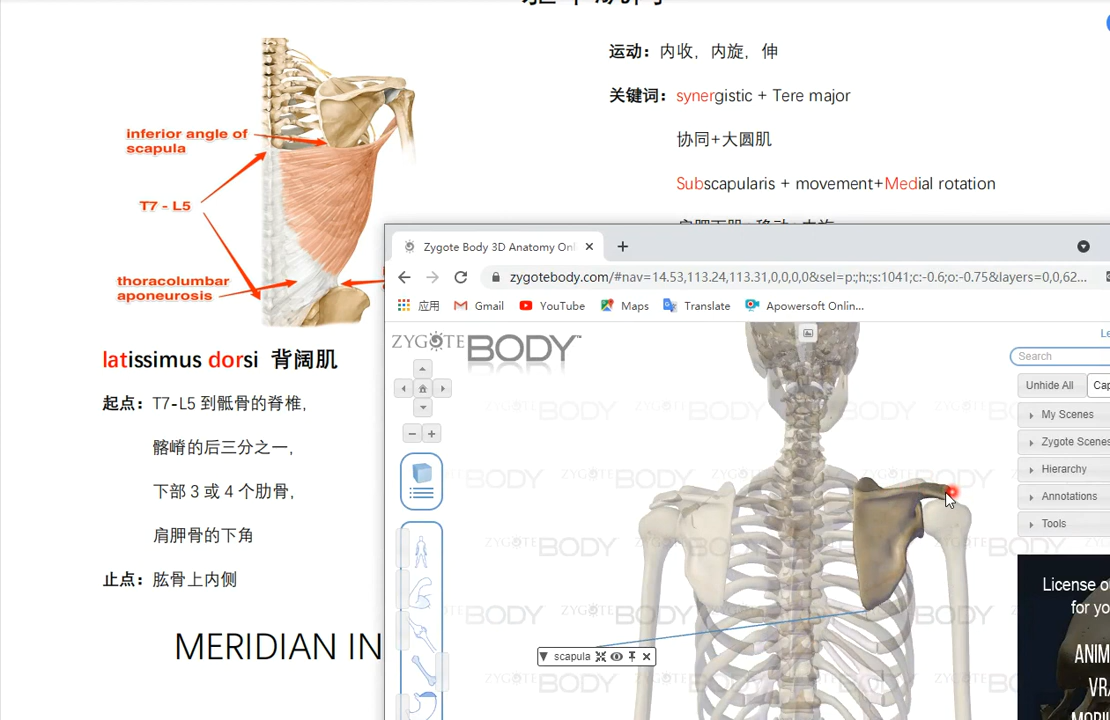 运动：内收，内旋，伸
关键词：synergistic + Tere major
协同+大圆肌
Subscapularis + movement+Medial rotation
inferior angle of
scapula
T7 - L5
thoracolumbar
aponeurosis
latissimus dorsi 背阔肌
起点：T7-L5 到骶骨的脊椎，
髂嵴的后三分之一，
下部 3 或 4 个肋骨，
肩胛骨的下角
止点：肱骨上内侧
MERIDIAN IN
Zygote Body 3D Anatomy Onl
zygotebody.com/#nav=14.53,113.24,113.31,0,0,0,0&sel=p:;h:;s:1041;c:-0.6;o:-0.75&layers=0,0,62...
应用 Gmail YouTube Maps Translate Apowersoft Onlin...
ZYGOTE BODY™
Search
Unhide All
My Scenes
Zygote Scenes
Hierarchy
Annotations
Tools
scapula
License
for yo
ANIM